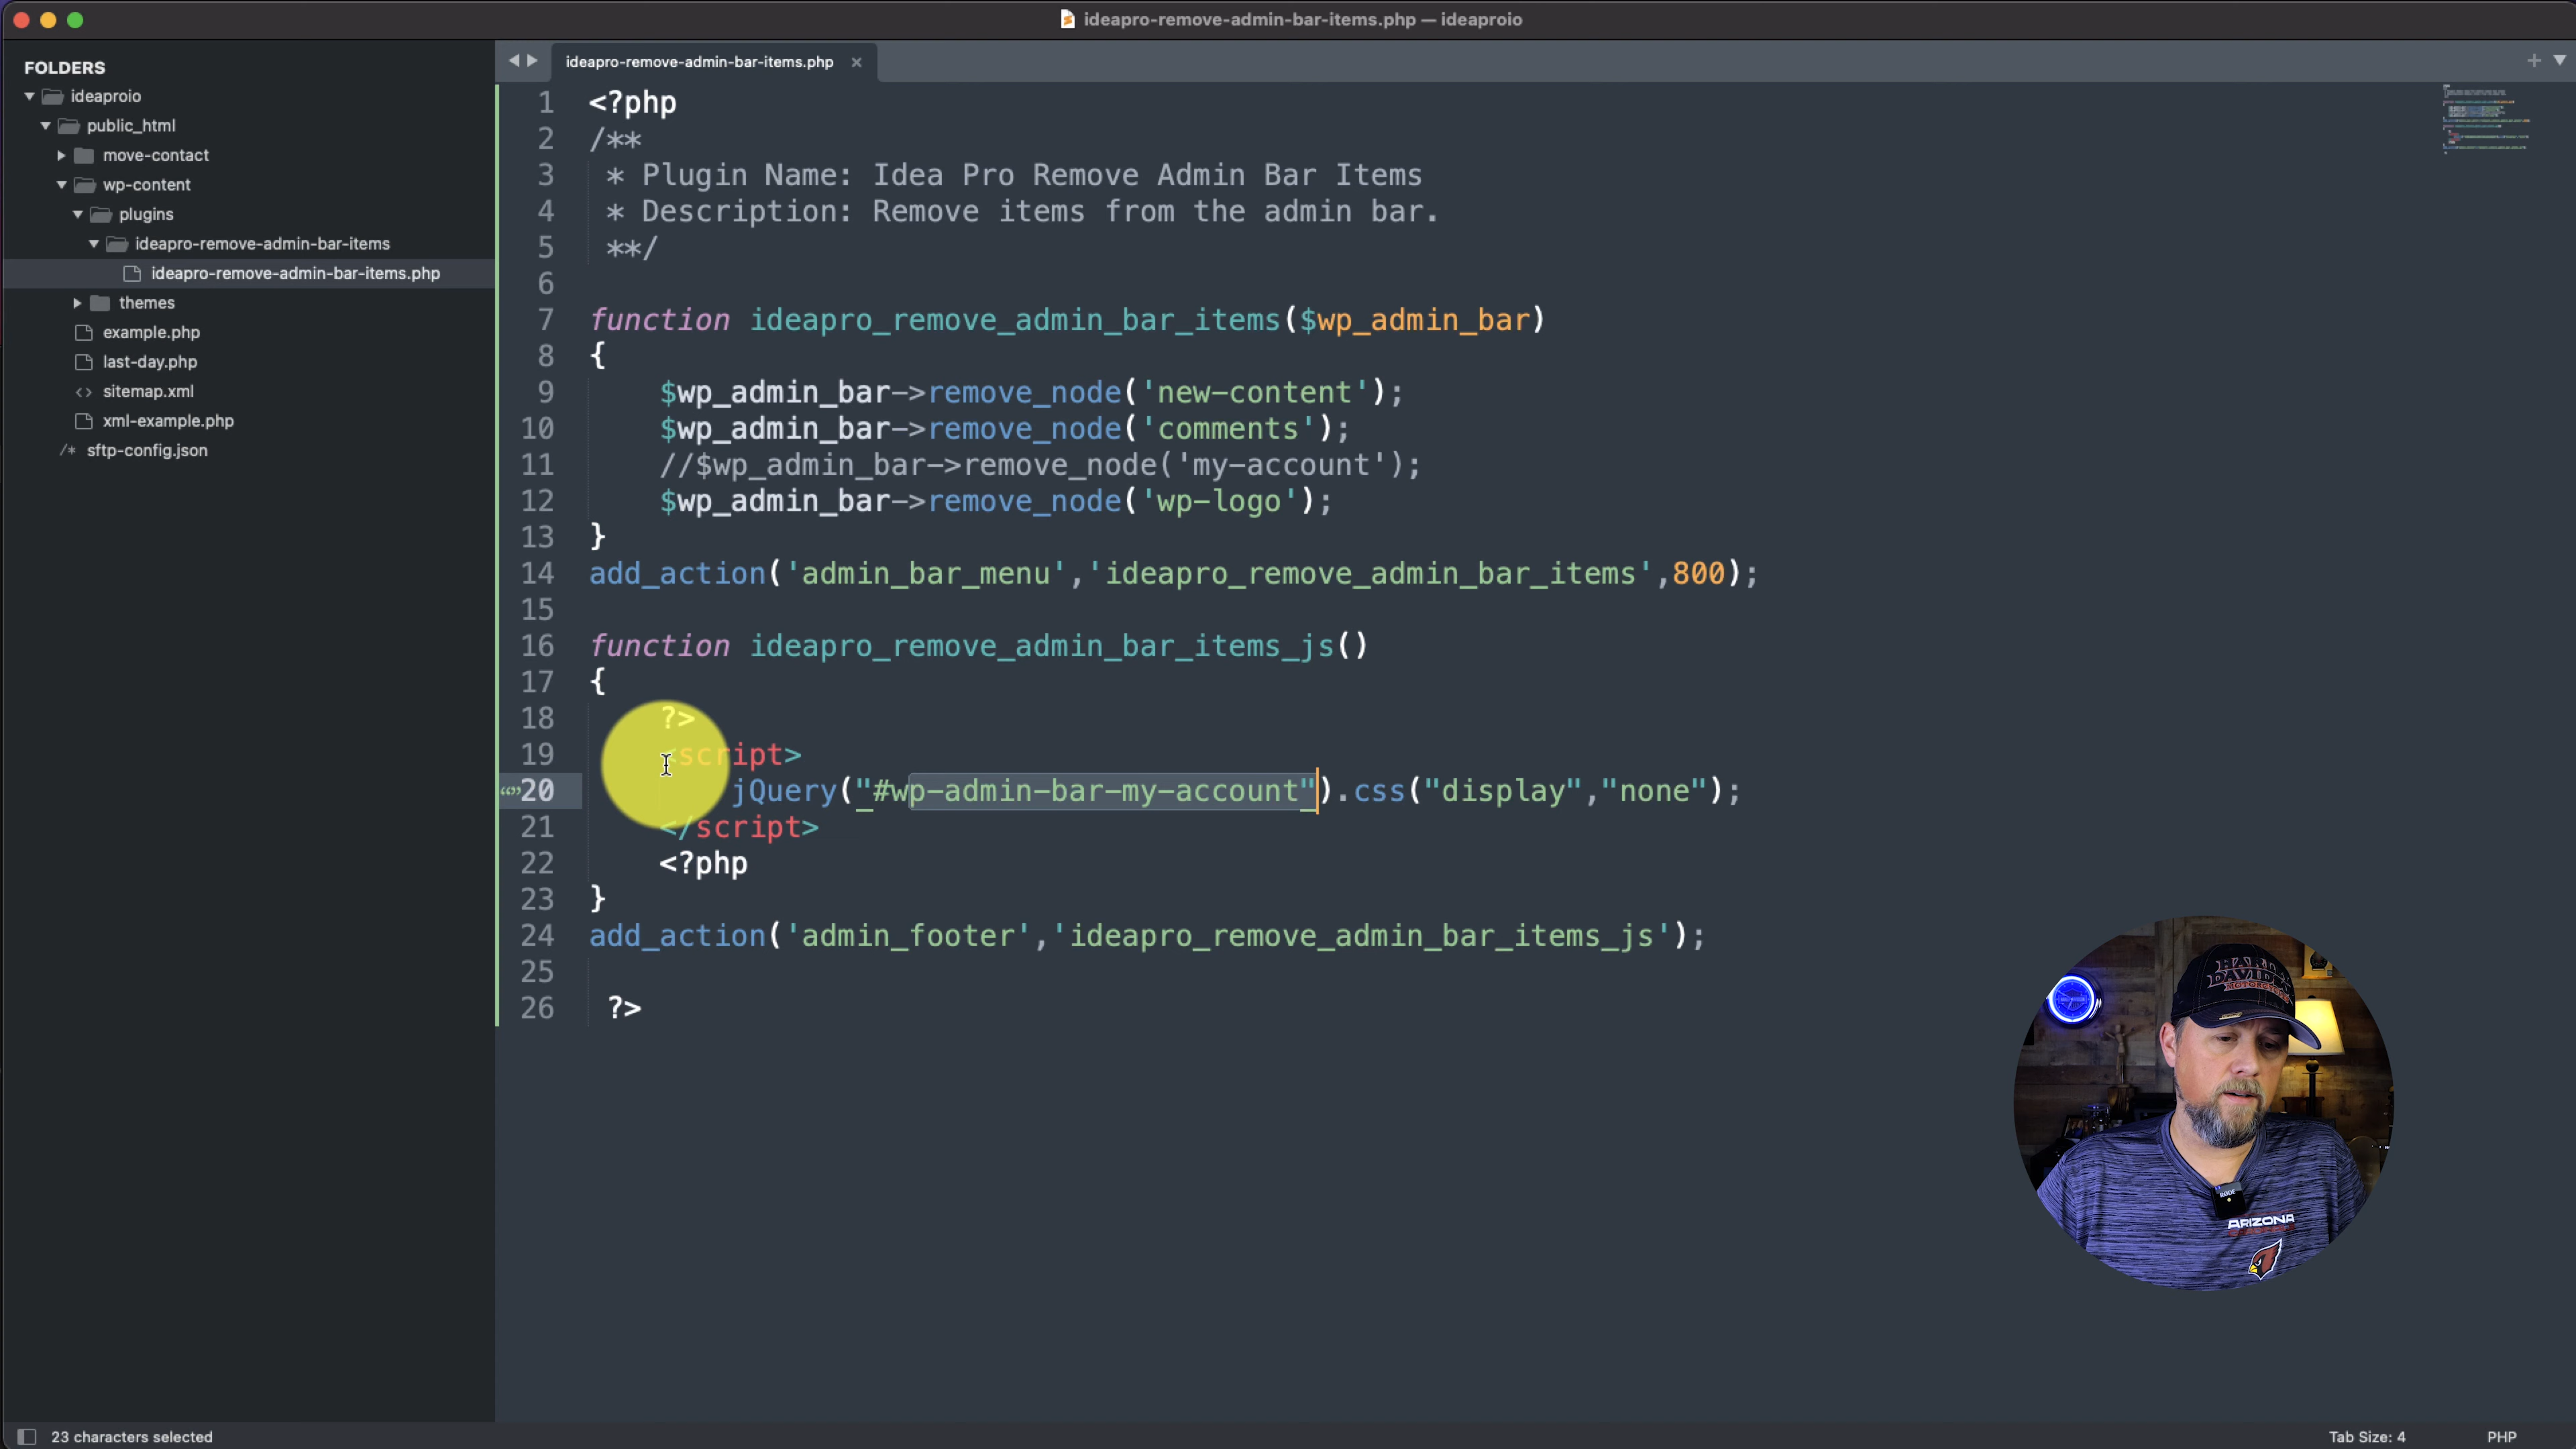 ideapro-remove-admin-bar-items.php — ideaproio
FOLDERS
ideaproio
public_html
move-contact
wp-content
plugins
ideapro-remove-admin-bar-items
ideapro-remove-admin-bar-items.php
themes
example.php
last-day.php
<> sitemap.xml
xml-example.php
/* sftp-config.json
ideapro-remove-admin-bar-items.php ×
1 <?php
2 /**
3 * Plugin Name: Idea Pro Remove Admin Bar Items
4 * Description: Remove items from the admin bar.
5 **/
6
7 function ideapro_remove_admin_bar_items($wp_admin_bar)
8 {
9 $wp_admin_bar->remove_node('new-content');
10 $wp_admin_bar->remove_node('comments');
11 //$wp_admin_bar->remove_node('my-account');
12 $wp_admin_bar->remove_node('wp-logo');
13 }
14 add_action('admin_bar_menu','ideapro_remove_admin_bar_items',800);
15
16 function ideapro_remove_admin_bar_items_js()
17 {
18 ?>
19 <script>
“”20 jQuery("#wp-admin-bar-my-account").css("display","none");
21 </script>
22 <?php
23 }
24 add_action('admin_footer','ideapro_remove_admin_bar_items_js');
25
26 ?>
HARLEY
DAVIDSON
MOTORCYCLES
RODE
ARIZONA
23 characters selected
Tab Size: 4
PHP